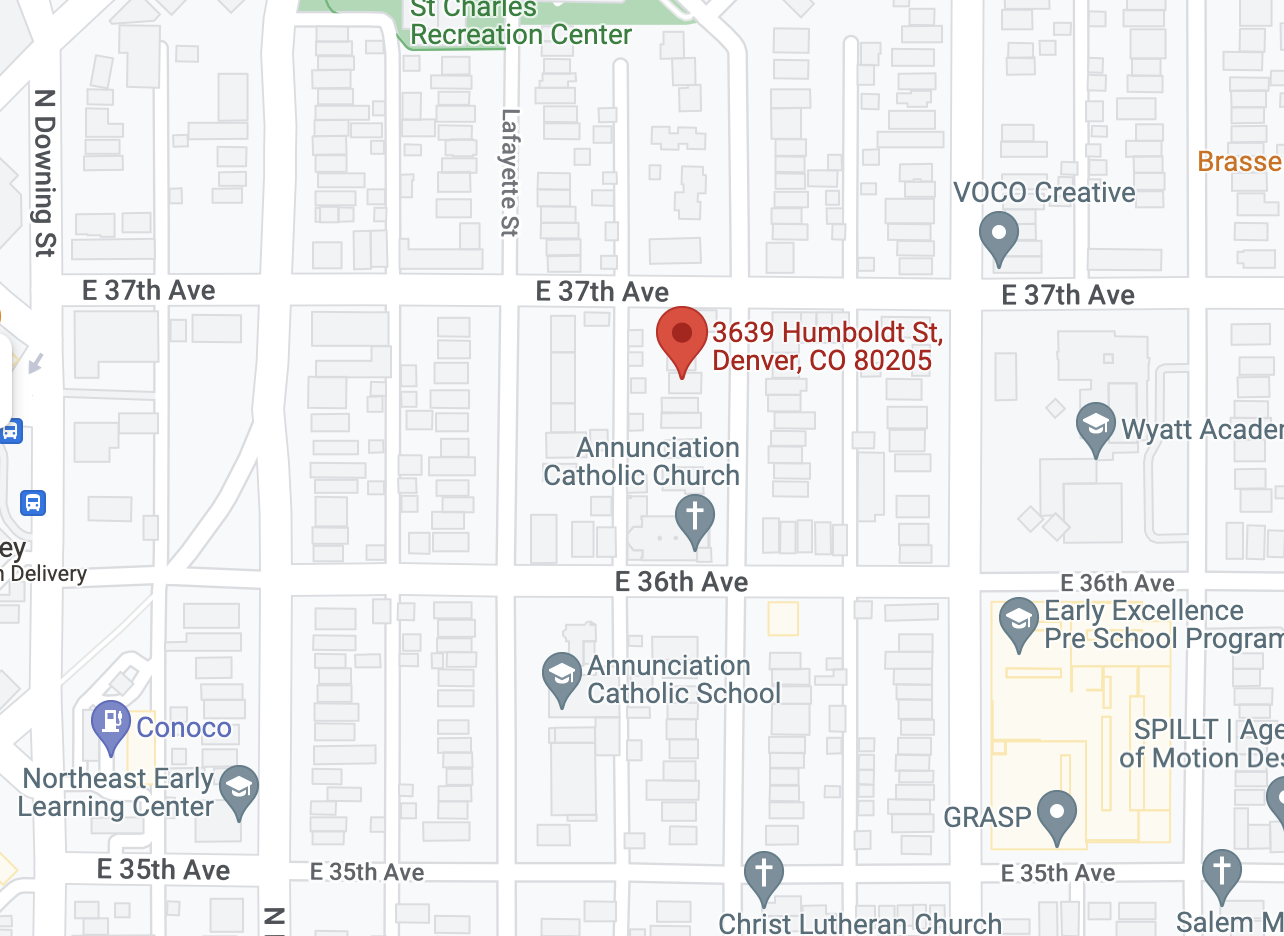 St Charles
Recreation Center
N Downing St
Lafayette St
Brasse
VOCO Creative
E 37th Ave
E 37th Ave
E 37th Ave
3639 Humboldt St,
Denver, CO 80205
Wyatt Acader
Annunciation
Catholic Church
ey
n Delivery
E 36th Ave
E 36th Ave
Early Excellence
Pre School Program
Annunciation
Catholic School
Conoco
SPILLT | Age
of Motion Des
Northeast Early
Learning Center
GRASP
E 35th Ave
E 35th Ave
E 35th Ave
N
Christ Lutheran Church
Salem M